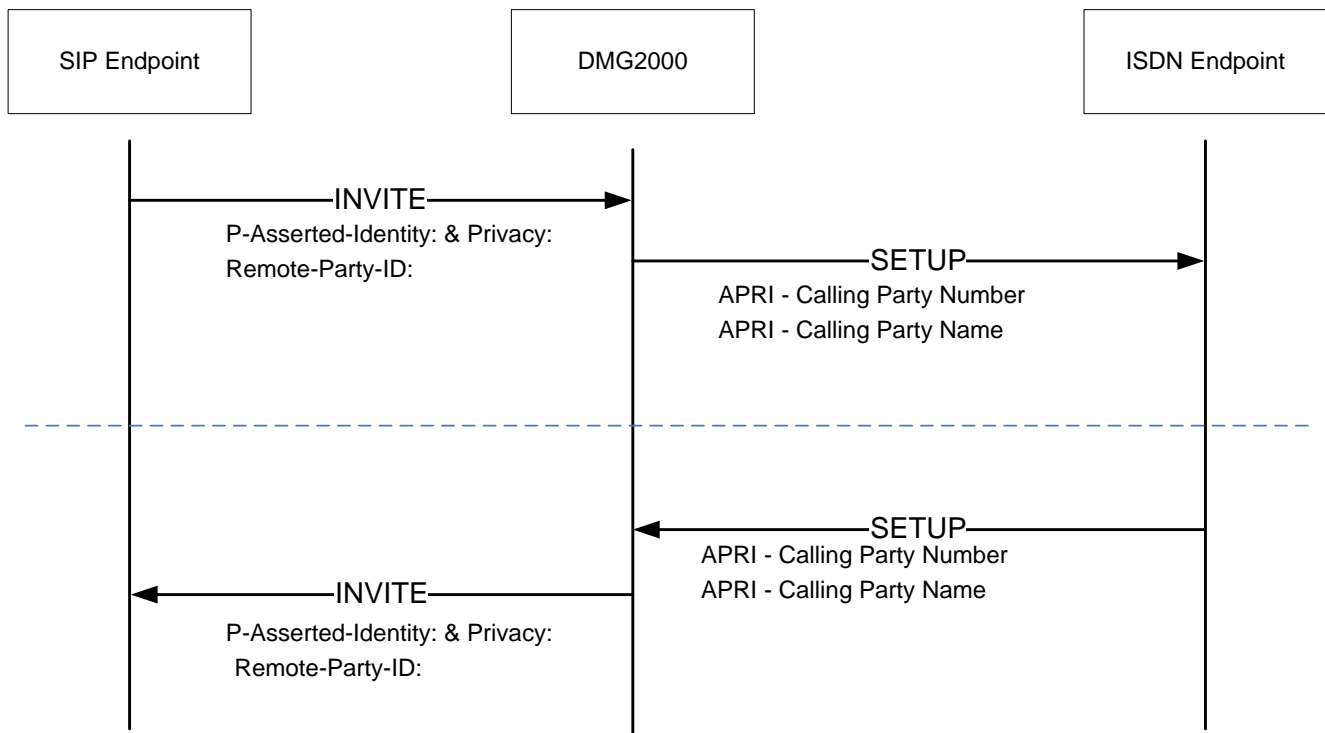 SIP Endpoint
DMG2000
ISDN Endpoint
INVITE
P-Asserted-Identity: & Privacy:
Remote-Party-ID:
SETUP
APRI - Calling Party Number
APRI - Calling Party Name
SETUP
APRI - Calling Party Number
APRI - Calling Party Name
INVITE
P-Asserted-Identity: & Privacy:
Remote-Party-ID: